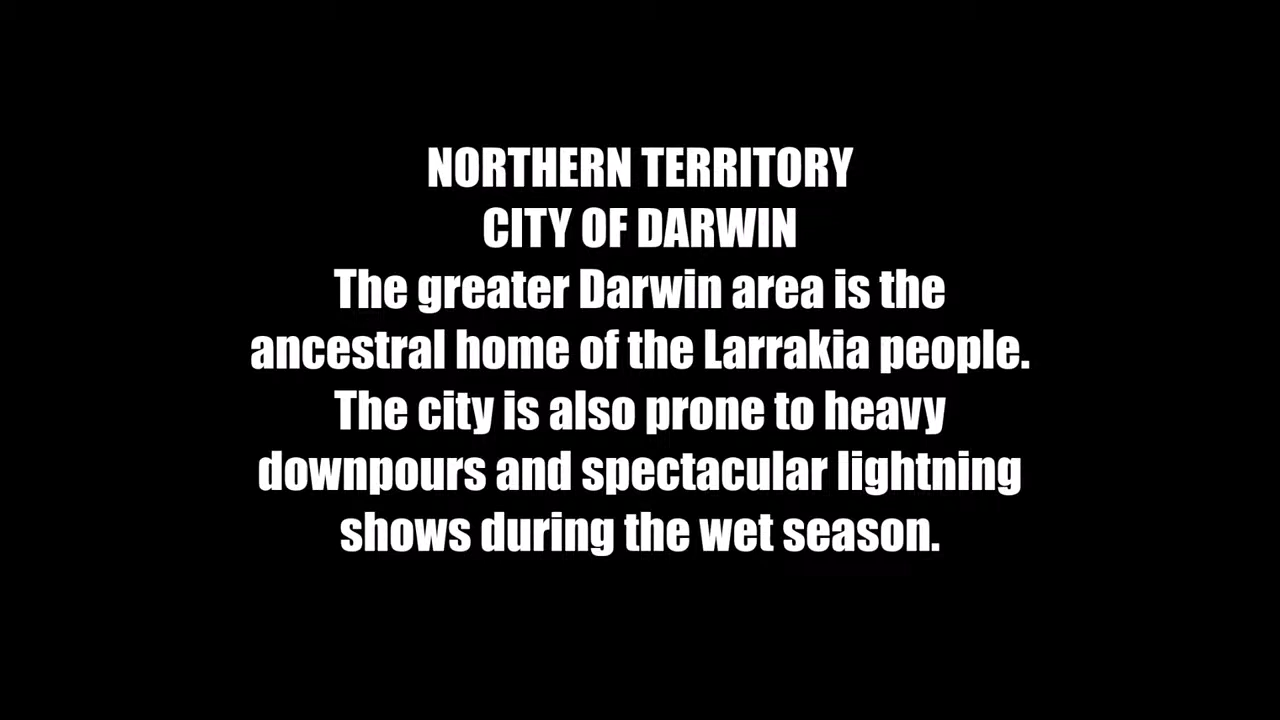 NORTHERN TERRITORY
CITY OF DARWIN
The greater Darwin area is the
ancestral home of the Larrakia people.
The city is also prone to heavy
downpours and spectacular lightning
shows during the wet season.